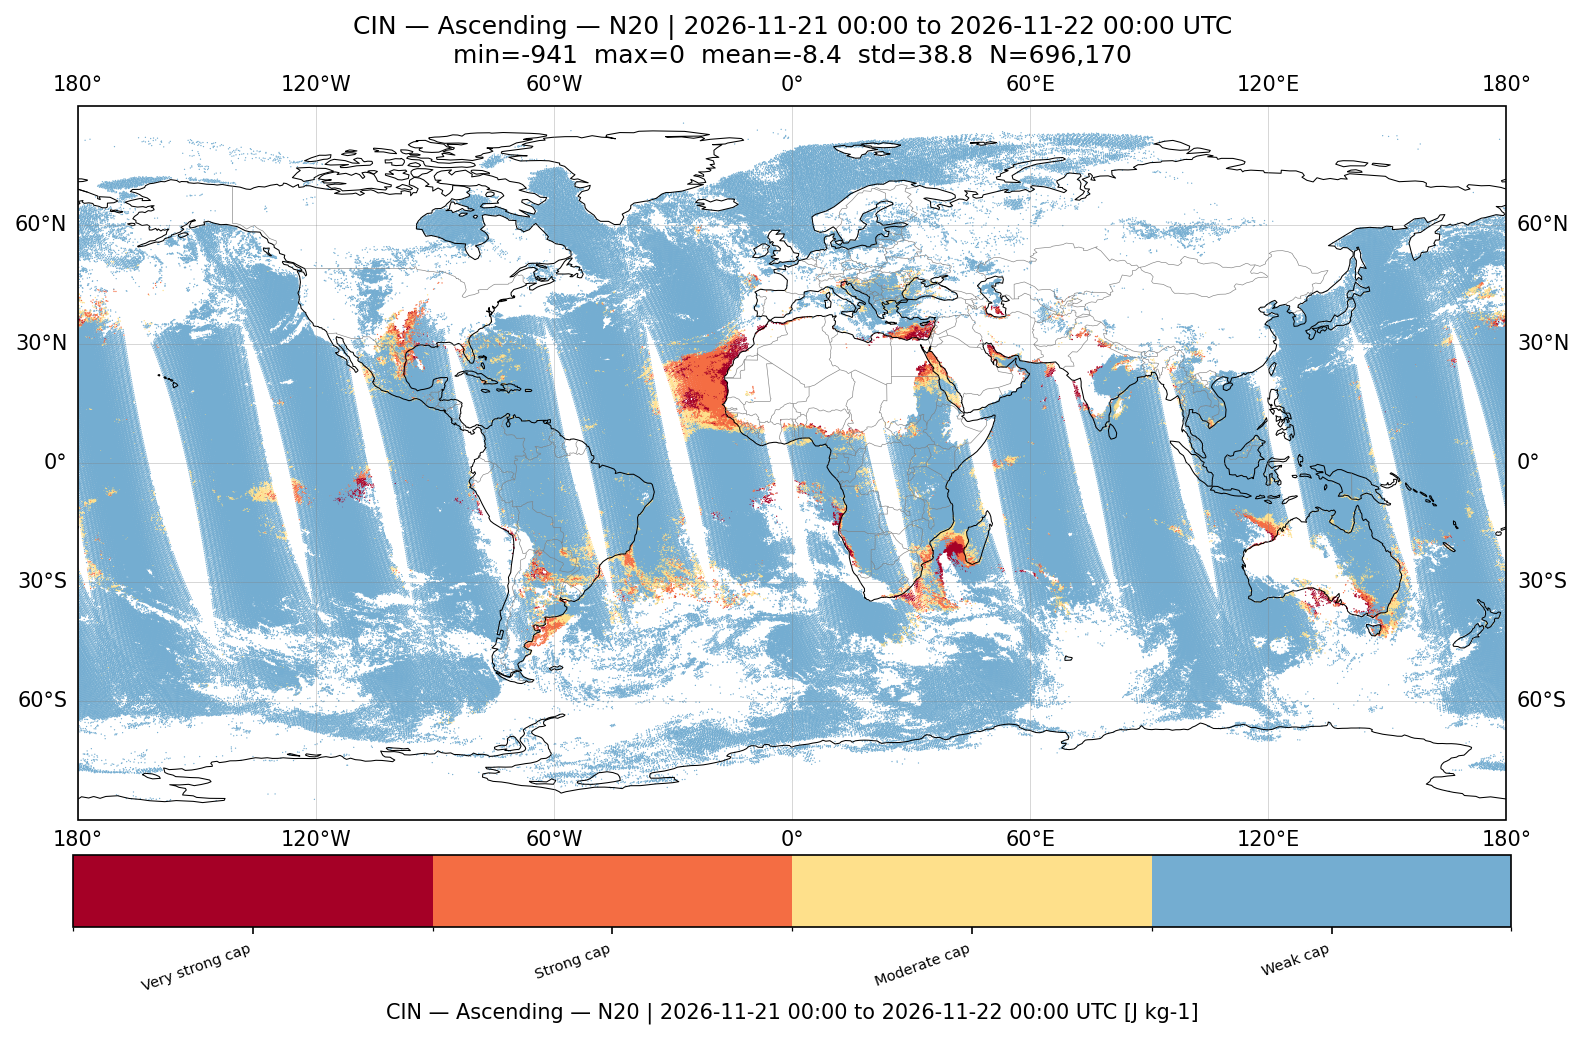 CIN — Ascending — N20 | 2026-11-21 00:00 to 2026-11-22 00:00 UTC
min=-941  max=0  mean=-8.4  std=38.8  N=696,170
180° 120°W 60°W 0° 60°E 120°E 180°
60°N 60°N
30°N 30°N
0° 0°
30°S 30°S
60°S 60°S
180° 120°W 60°W 0° 60°E 120°E 180°
Very strong cap Strong cap Moderate cap Weak cap
CIN — Ascending — N20 | 2026-11-21 00:00 to 2026-11-22 00:00 UTC [J kg-1]